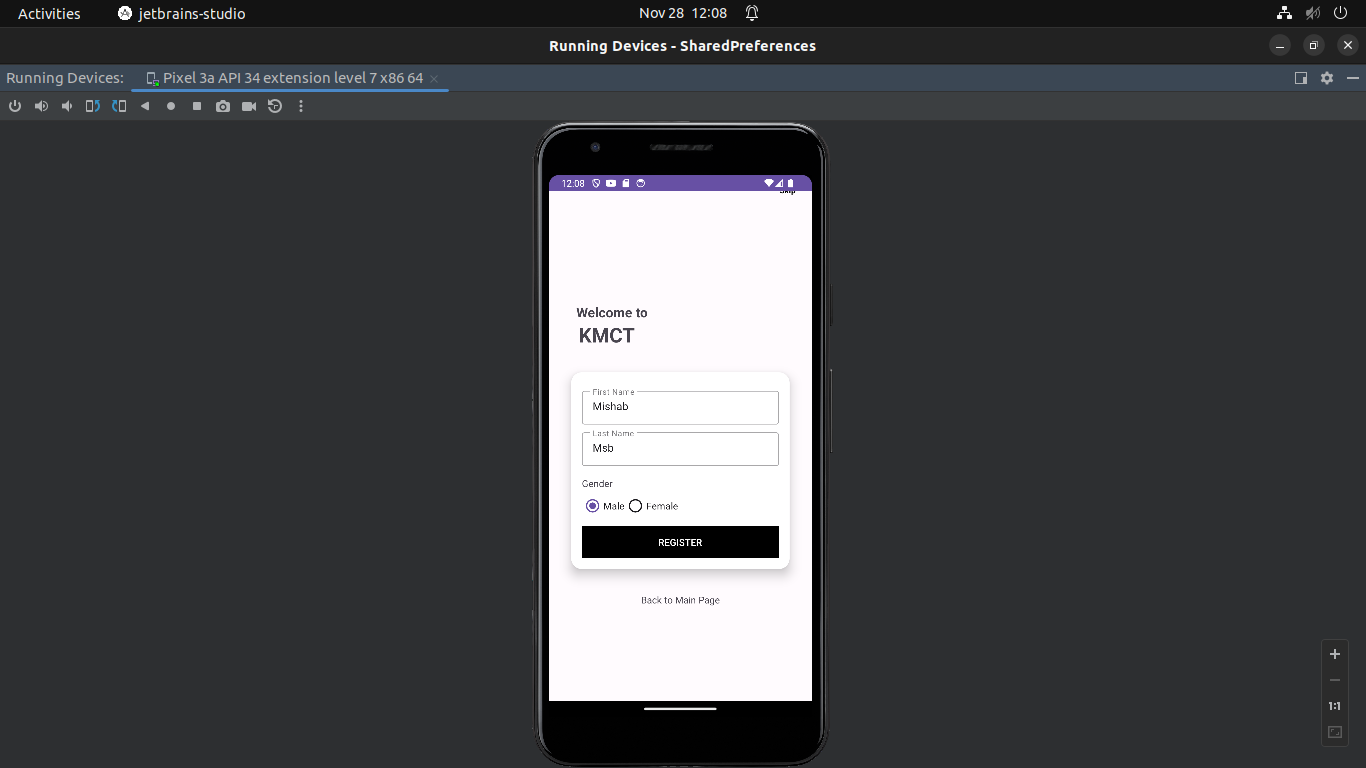 Activities jetbrains-studio Nov 28 12:08
Running Devices - SharedPreferences
Running Devices: Pixel 3a API 34 extension level 7 x86 64
12:08
Skip
Welcome to
KMCT
First Name
Mishab
Last Name
Msb
Gender
Male Female
REGISTER
Back to Main Page
1:1